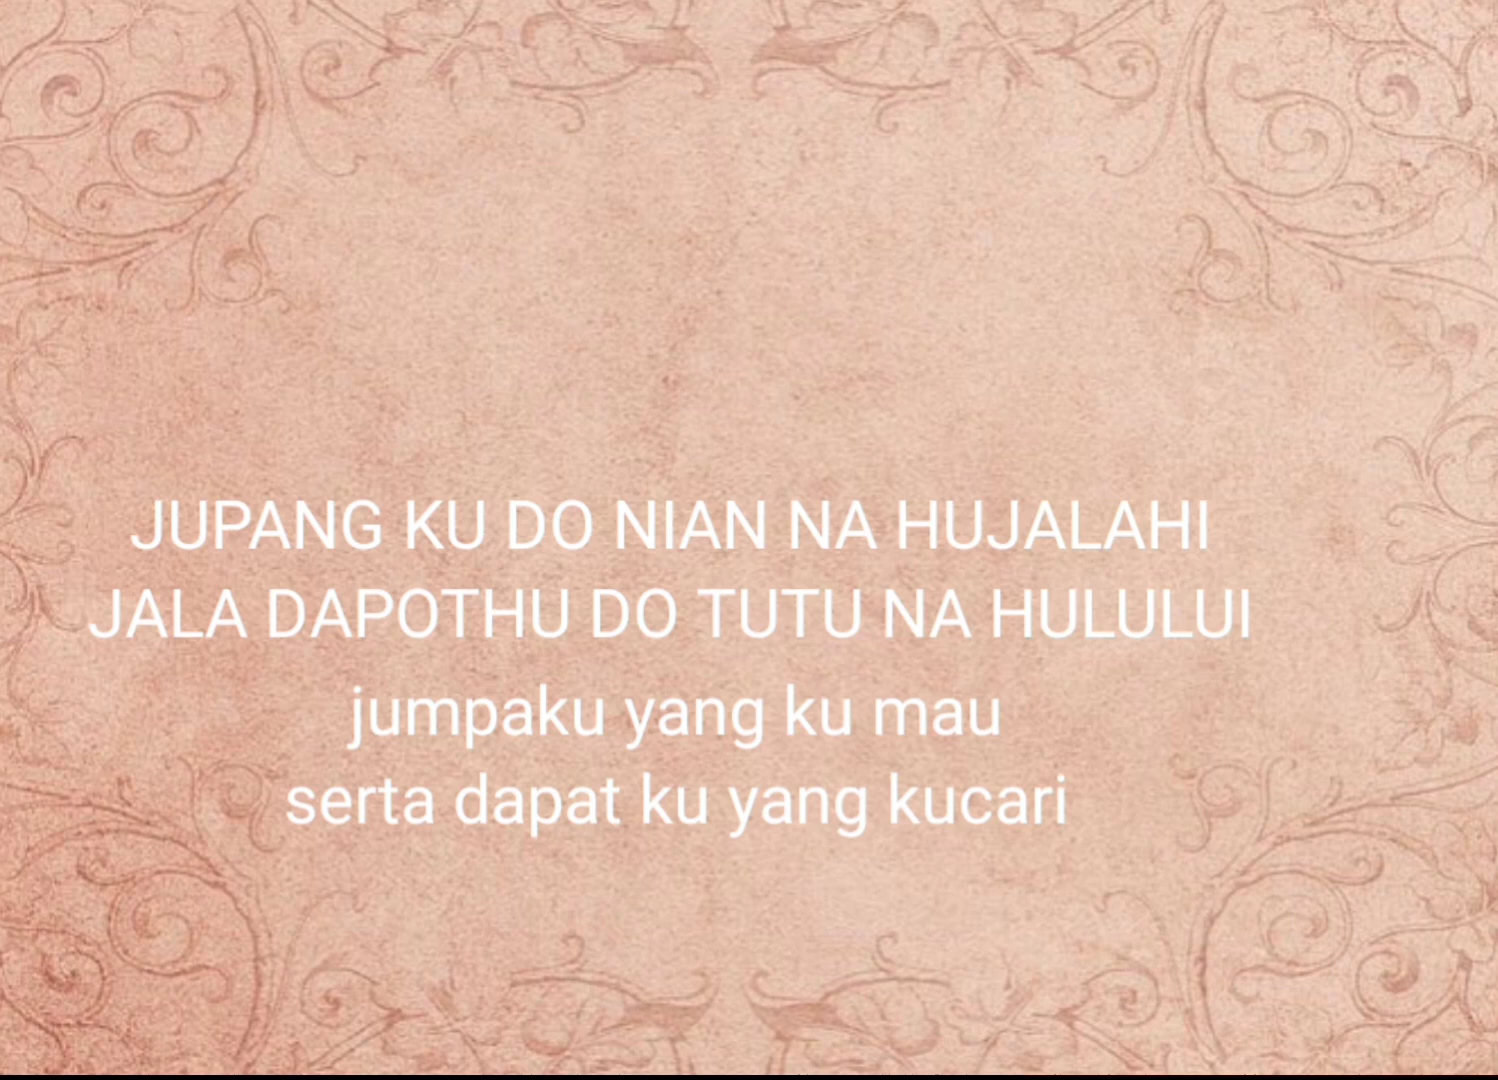 JUPANG KU DO NIAN NA HUJALAHI
JALA DAPOTHU DO TUTU NA HULULUI
jumpaku yang ku mau
serta dapat ku yang kucari